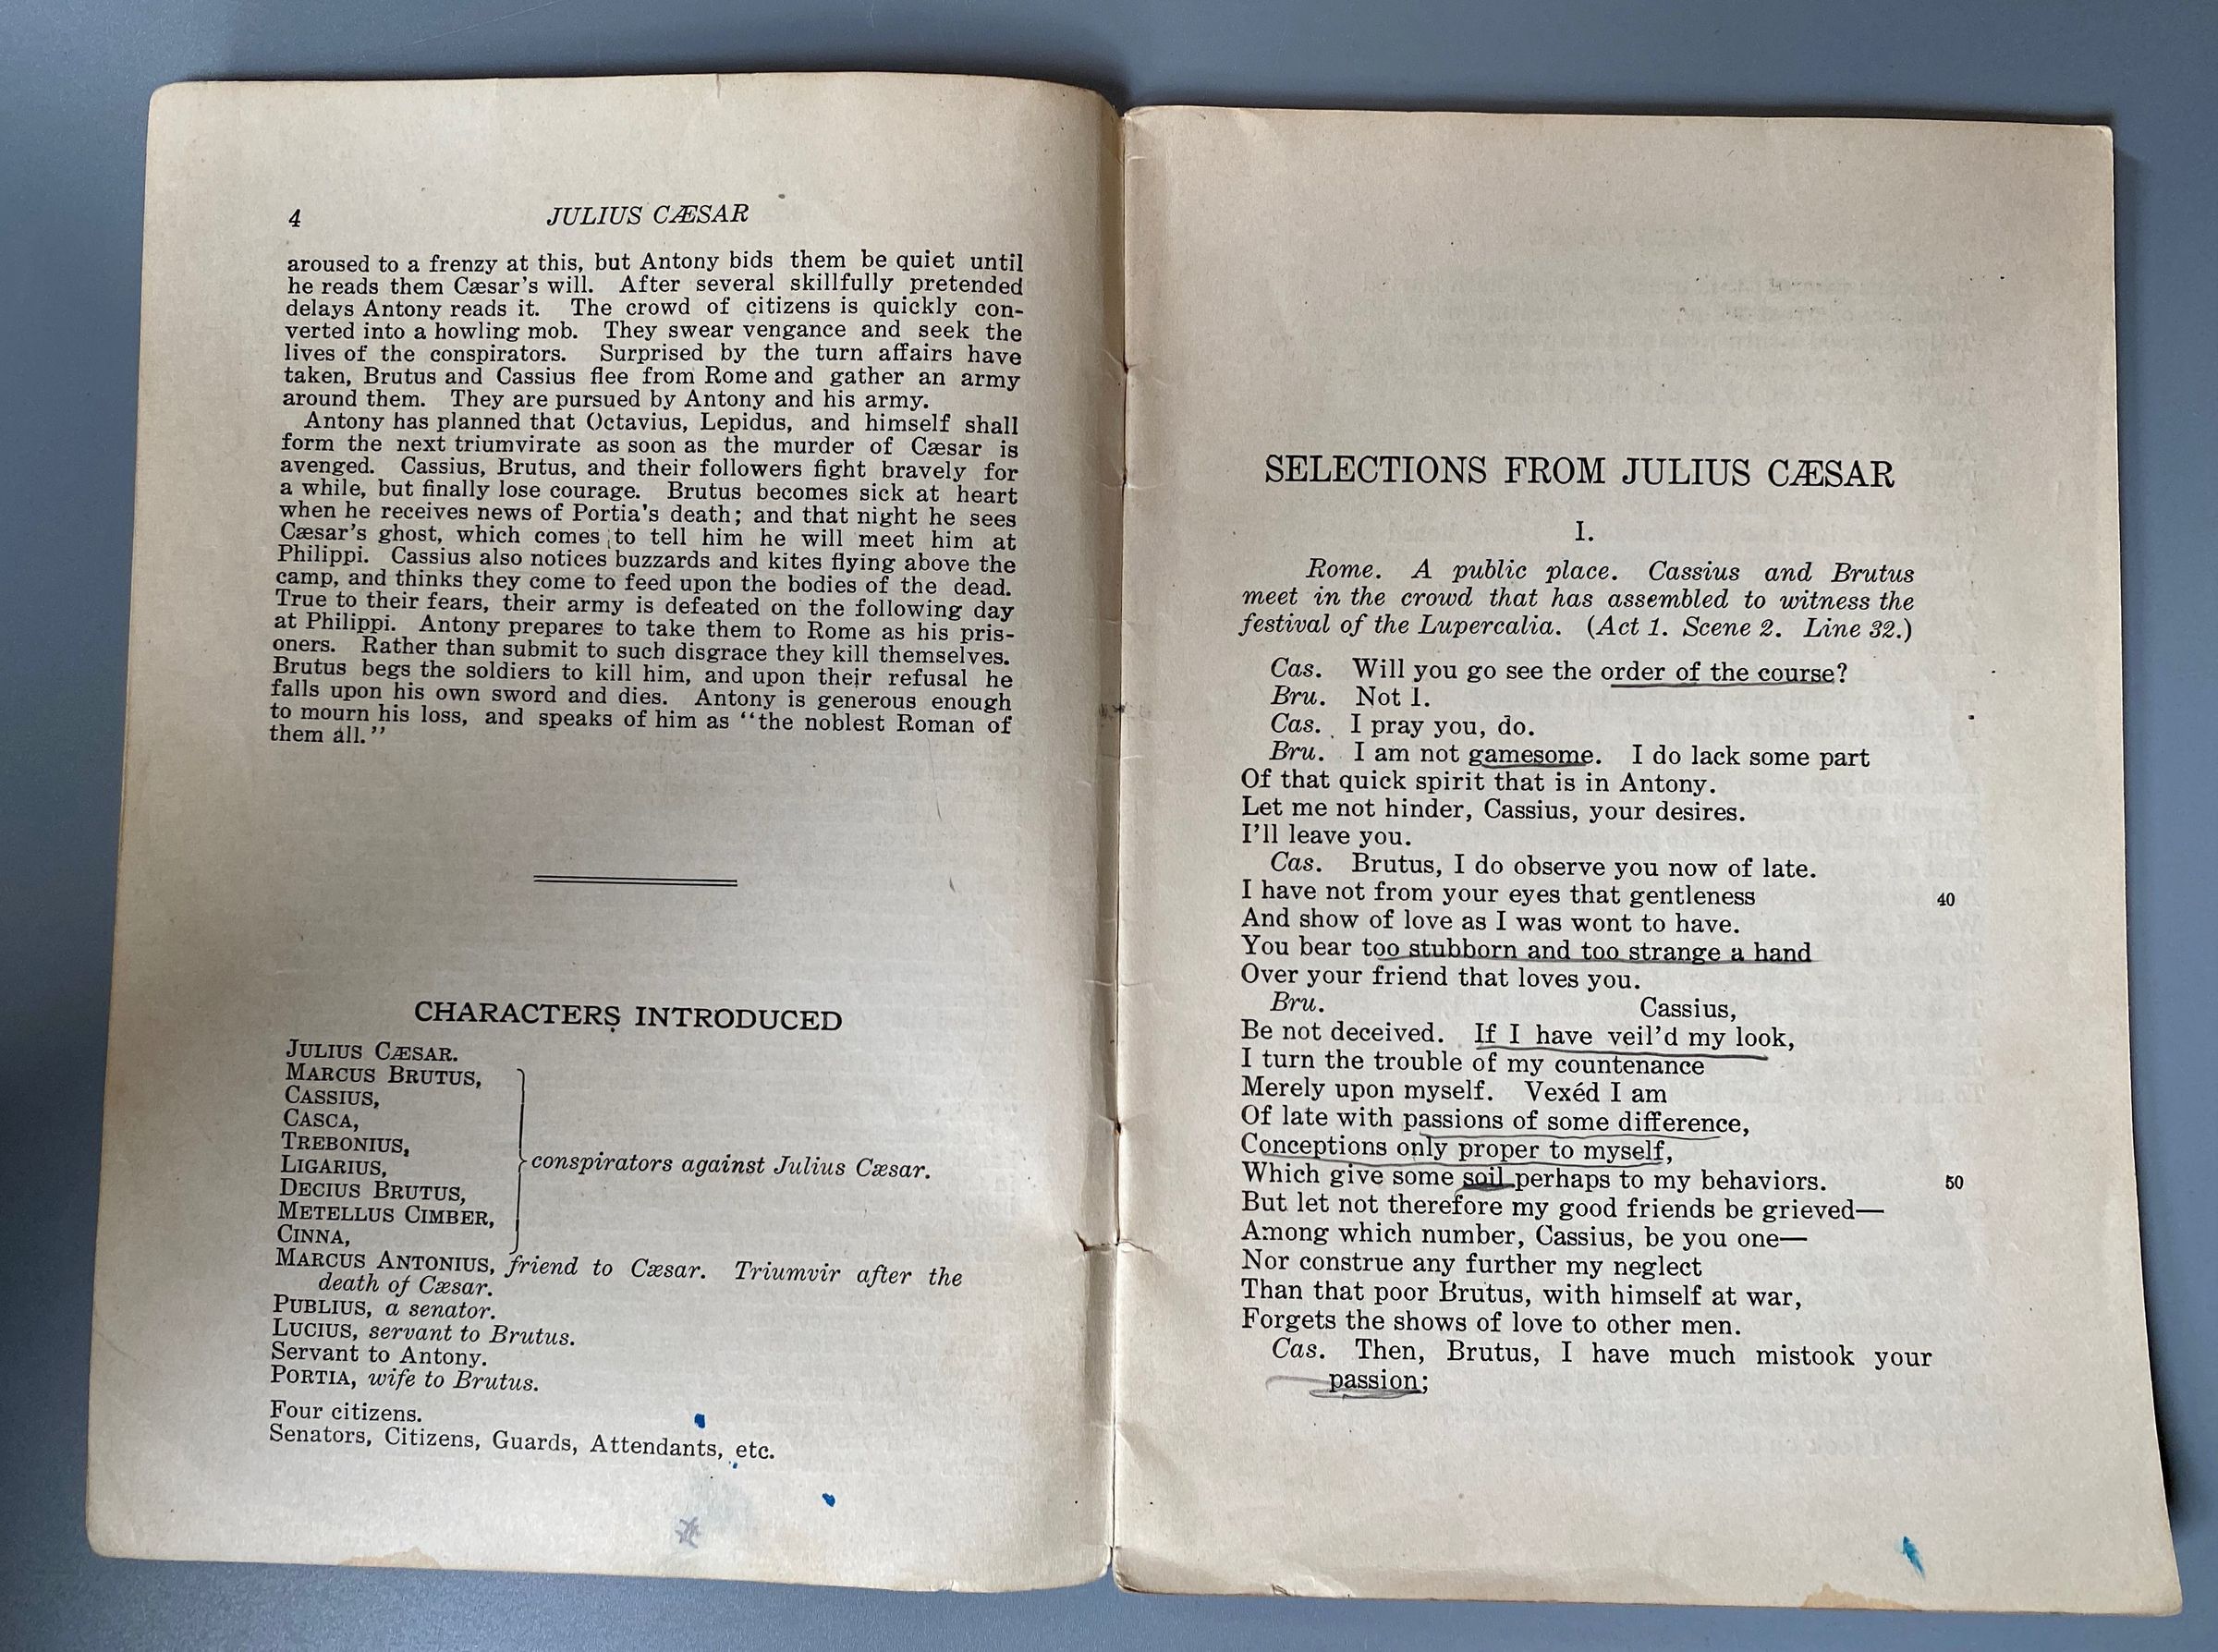 4 JULIUS CÆSAR
aroused to a frenzy at this, but Antony bids them be quiet until
he reads them Cæsar's will. After several skillfully pretended
delays Antony reads it. The crowd of citizens is quickly con-
verted into a howling mob. They swear vengance and seek the
lives of the conspirators. Surprised by the turn affairs have
taken, Brutus and Cassius flee from Rome and gather an army
around them. They are pursued by Antony and his army.
Antony has planned that Octavius, Lepidus, and himself shall
form the next triumvirate as soon as the murder of Cæsar is
avenged. Cassius, Brutus, and their followers fight bravely for
a while, but finally lose courage. Brutus becomes sick at heart
when he receives news of Portia's death; and that night he sees
Cæsar's ghost, which comes to tell him he will meet him at
Philippi. Cassius also notices buzzards and kites flying above the
camp, and thinks they come to feed upon the bodies of the dead.
True to their fears, their army is defeated on the following day
at Philippi. Antony prepares to take them to Rome as his pris-
oners. Rather than submit to such disgrace they kill themselves.
Brutus begs the soldiers to kill him, and upon their refusal he
falls upon his own sword and dies. Antony is generous enough
to mourn his loss, and speaks of him as "the noblest Roman of
them all."
CHARACTERS INTRODUCED
JULIUS CÆSAR.
MARCUS BRUTUS,
CASSIUS,
CASCA,
TREBONIUS,
LIGARIUS,
conspirators against Julius Cæsar.
DECIUS BRUTUS,
METELLUS CIMBER,
CINNA,
MARCUS ANTONIUS, friend to Cæsar. Triumvir after the
death of Cæsar.
PUBLIUS, a senator.
LUCIUS, servant to Brutus.
Servant to Antony.
PORTIA, wife to Brutus.
Four citizens.
Senators, Citizens, Guards, Attendants, etc.
SELECTIONS FROM JULIUS CÆSAR
I.
Rome. A public place. Cassius and Brutus
meet in the crowd that has assembled to witness the
festival of the Lupercalia. (Act 1. Scene 2. Line 32.)
Cas. Will you go see the order of the course?
Bru. Not I.
Cas. I pray you, do.
Bru. I am not gamesome. I do lack some part
Of that quick spirit that is in Antony.
Let me not hinder, Cassius, your desires.
I'll leave you.
Cas. Brutus, I do observe you now of late.
I have not from your eyes that gentleness 40
And show of love as I was wont to have.
You bear too stubborn and too strange a hand
Over your friend that loves you.
Bru. Cassius,
Be not deceived. If I have veil'd my look,
I turn the trouble of my countenance
Merely upon myself. Vexéd I am
Of late with passions of some difference,
Conceptions only proper to myself,
Which give some soil perhaps to my behaviors. 50
But let not therefore my good friends be grieved—
Among which number, Cassius, be you one—
Nor construe any further my neglect
Than that poor Brutus, with himself at war,
Forgets the shows of love to other men.
Cas. Then, Brutus, I have much mistook your
passion;